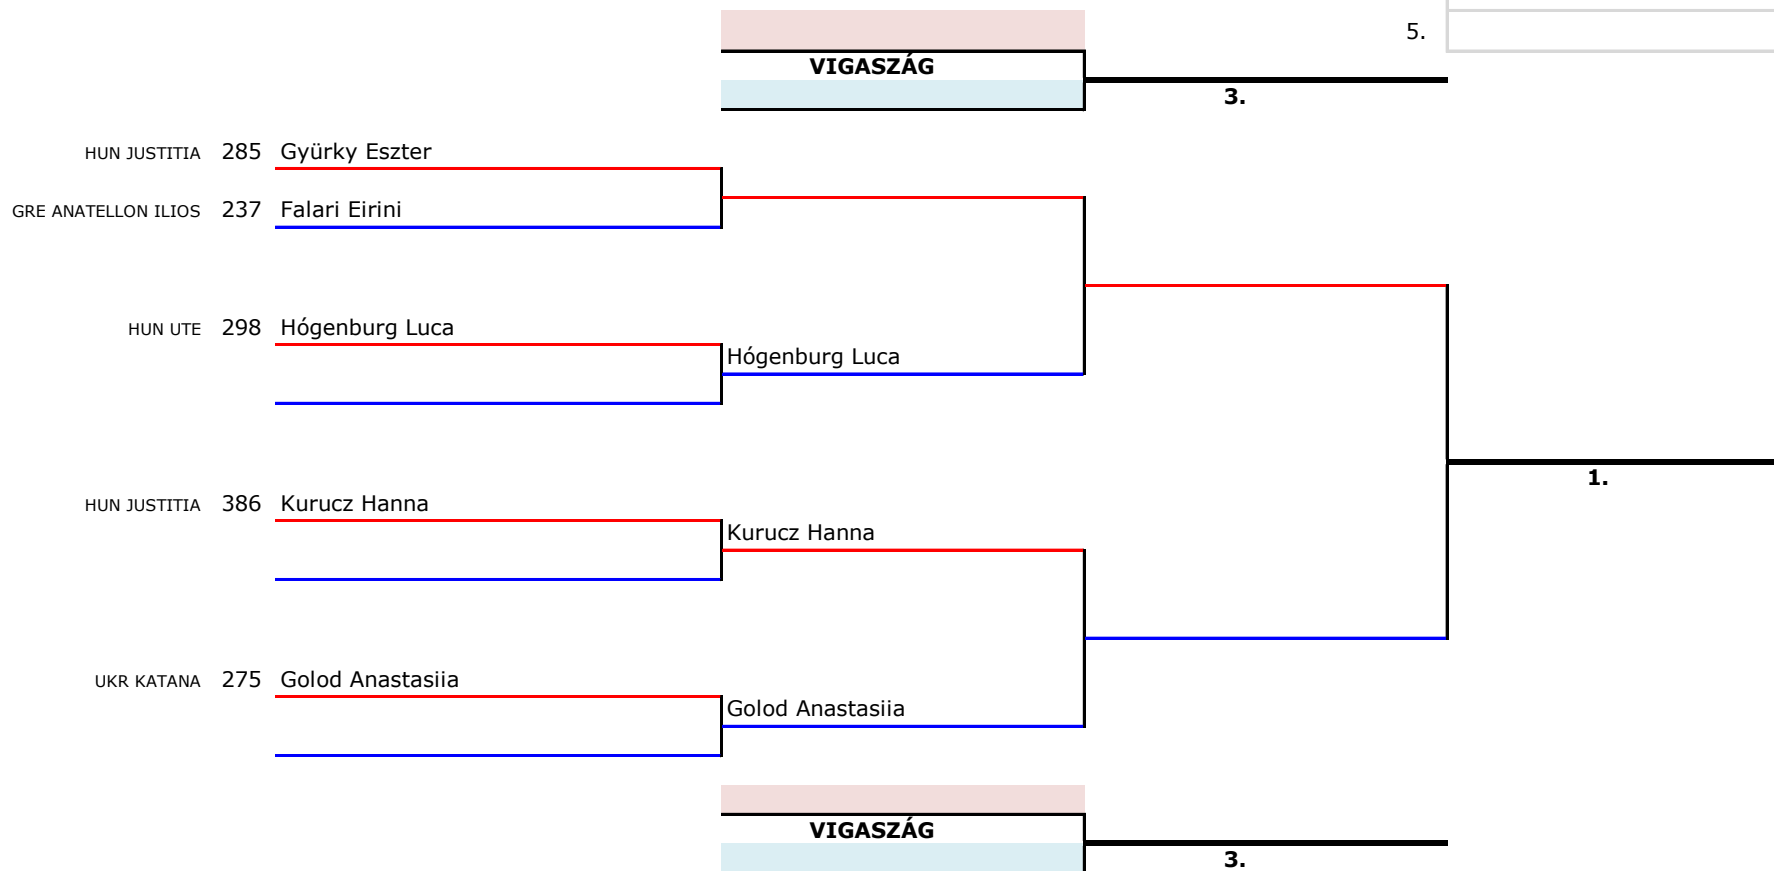 5.
VIGASZÁG
3.
HUN JUSTITIA 285 Gyürky Eszter
GRE ANATELLON ILIOS 237 Falari Eirini
HUN UTE 298 Hógenburg Luca
Hógenburg Luca
1.
HUN JUSTITIA 386 Kurucz Hanna
Kurucz Hanna
UKR KATANA 275 Golod Anastasiia
Golod Anastasiia
VIGASZÁG
3.